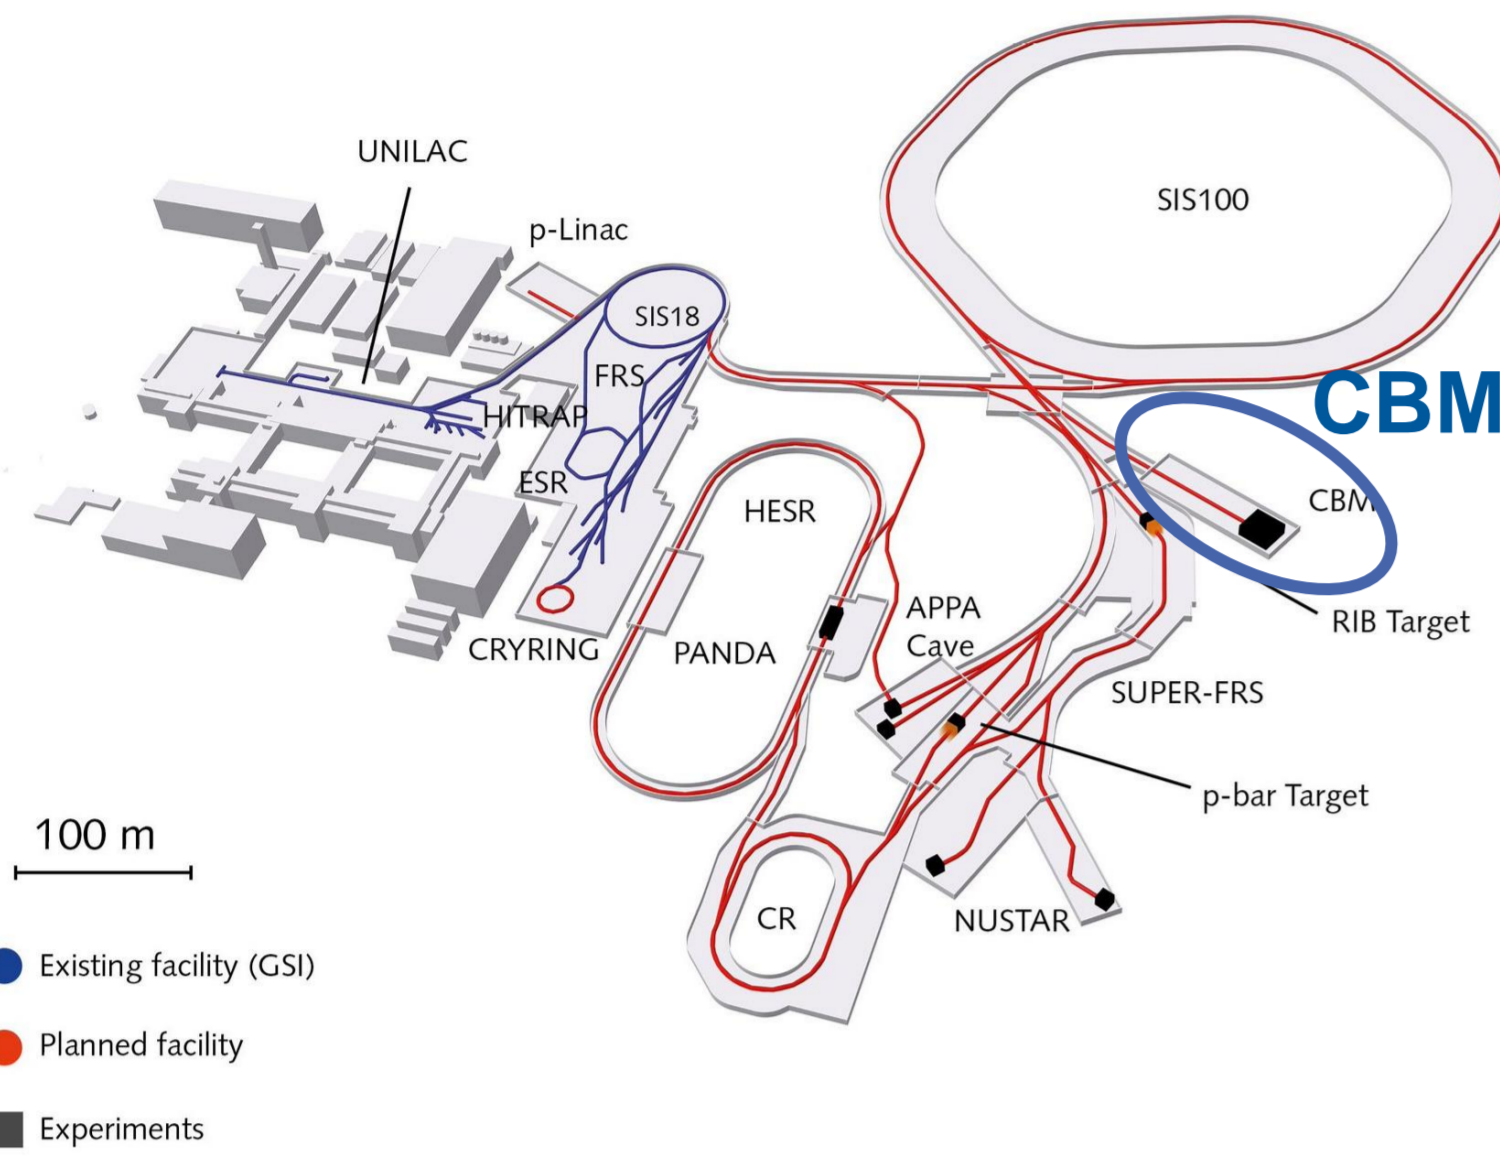 UNILAC
p-Linac
SIS100
SIS18
FRS
CBM
HITRAP
ESR
HESR
CBM
APPA
Cave
RIB Target
CRYRING
PANDA
SUPER-FRS
p-bar Target
100 m
CR
NUSTAR
Existing facility (GSI)
Planned facility
Experiments